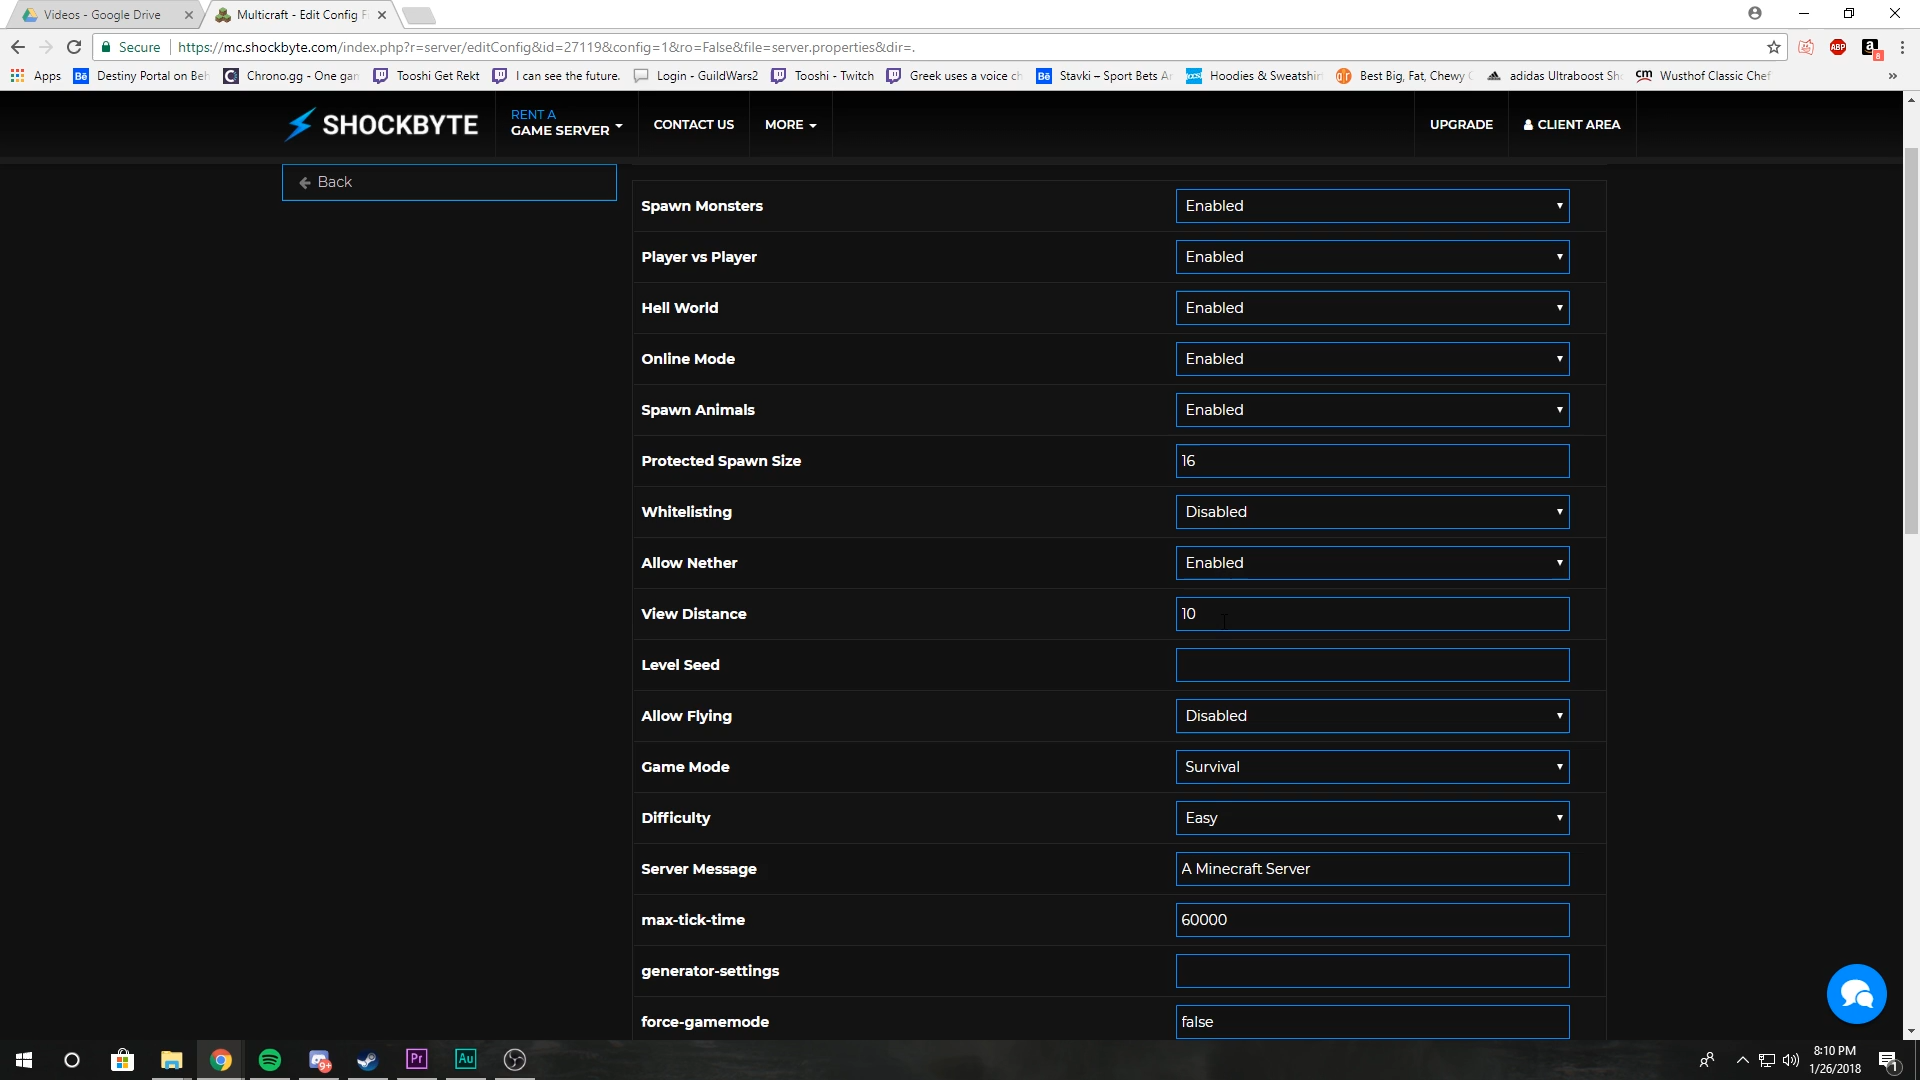 Videos - Google Drive
Multicraft - Edit Config F
Secure
https://mc.shockbyte.com/index.php?r=server/editConfig&id=27119&config=1&ro=False&file=server.properties&dir=.
Apps
Destiny Portal on Beh
Chrono.gg - One gam
Tooshi Get Rekt
I can see the future.
Login - GuildWars2
Tooshi - Twitch
Greek uses a voice ch
Stavki – Sport Bets A
Hoodies & Sweatshir
Best Big, Fat, Chewy C
adidas Ultraboost Sh
Wusthof Classic Chef
SHOCKBYTE
RENT A
GAME SERVER
CONTACT US
MORE
UPGRADE
CLIENT AREA
Back
Spawn Monsters Enabled
Player vs Player Enabled
Hell World Enabled
Online Mode Enabled
Spawn Animals Enabled
Protected Spawn Size 16
Whitelisting Disabled
Allow Nether Enabled
View Distance 10
Level Seed
Allow Flying Disabled
Game Mode Survival
Difficulty Easy
Server Message A Minecraft Server
max-tick-time 60000
generator-settings
force-gamemode false
8:10 PM
1/26/2018